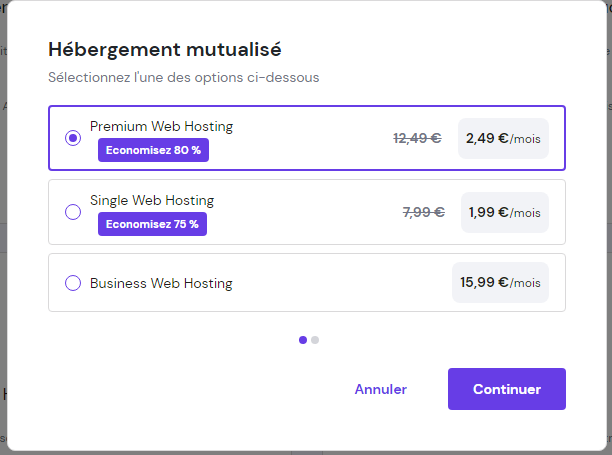 Hébergement mutualisé
Sélectionnez l'une des options ci-dessous
Premium Web Hosting
Economisez 80 %
12,49 €
2,49 €/mois
Single Web Hosting
Economisez 75 %
7,99 €
1,99 €/mois
Business Web Hosting
15,99 €/mois
Annuler
Continuer